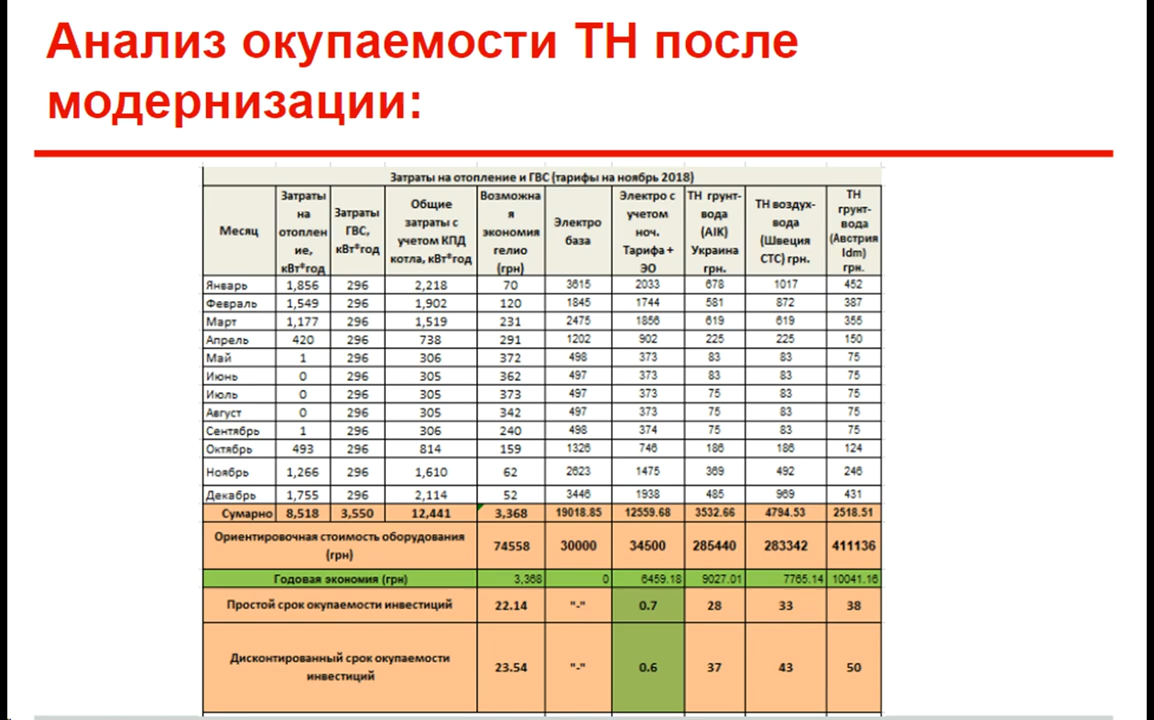 Анализ окупаемости ТН после
модернизации:
Затраты на отопление и ГВС (тарифы на ноябрь 2018)
Месяц | Затраты на отоплен ие, кВт*год | Затраты ГВС, кВт*год | Общие затраты с учетом КПД котла, кВт*год | Возможна я экономия гелио (грн) | Электро база | Электро с учетом ноч. Тарифа + ЭО | ТН грунт-вода (AIK) Украина грн. | ТН воздух-вода (Швеция СТС) грн. | ТН грунт-вода (Австрия Idm) грн.
Январь 1,856 296 2,218 70 3615 2033 678 1017 452
Февраль 1,549 296 1,902 120 1845 1744 581 872 387
Март 1,177 296 1,519 231 2475 1856 619 619 355
Апрель 420 296 738 291 1202 902 225 225 150
Май 1 296 306 372 498 373 83 83 75
Июнь 0 296 305 362 497 373 83 83 75
Июль 0 296 305 373 497 373 75 83 75
Август 0 296 305 342 497 373 75 83 75
Сентябрь 1 296 306 240 498 374 75 83 75
Октябрь 493 296 814 159 1326 746 186 186 124
Ноябрь 1,266 296 1,610 62 2623 1475 369 492 246
Декабрь 1,755 296 2,114 52 3446 1938 485 969 431
Сумарно 8,518 3,550 12,441 3,368 19018.85 12559.68 3532.66 4794.53 2518.51
Ориентировочная стоимость оборудования (грн) 74558 30000 34500 285440 283342 411136
Годовая экономия (грн) 3,368 0 6459.18 9027.01 7765.14 10041.16
Простой срок окупаемости инвестиций 22.14 "-" 0.7 28 33 38
Дисконтированный срок окупаемости инвестиций 23.54 "-" 0.6 37 43 50